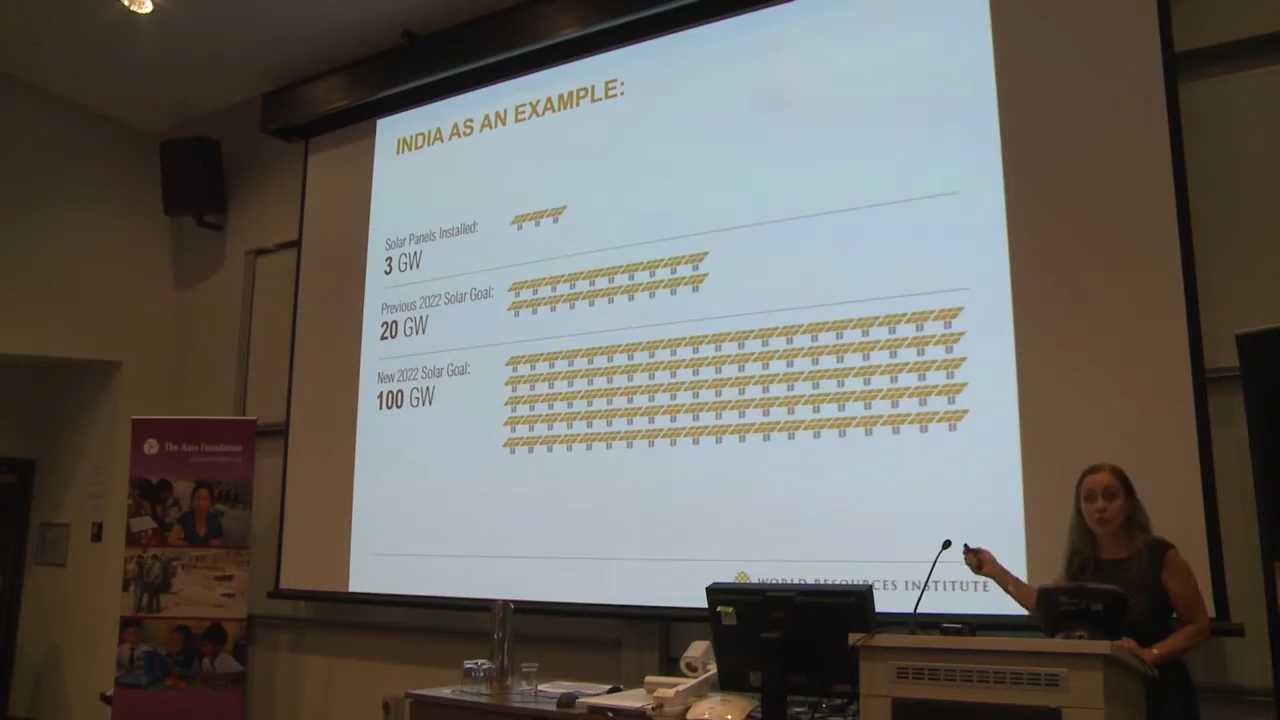 INDIA AS AN EXAMPLE:
Solar Panels Installed:
3 GW
Previous 2022 Solar Goal:
20 GW
New 2022 Solar Goal:
100 GW
WORLD RESOURCES INSTITUTE
The Asia Foundation